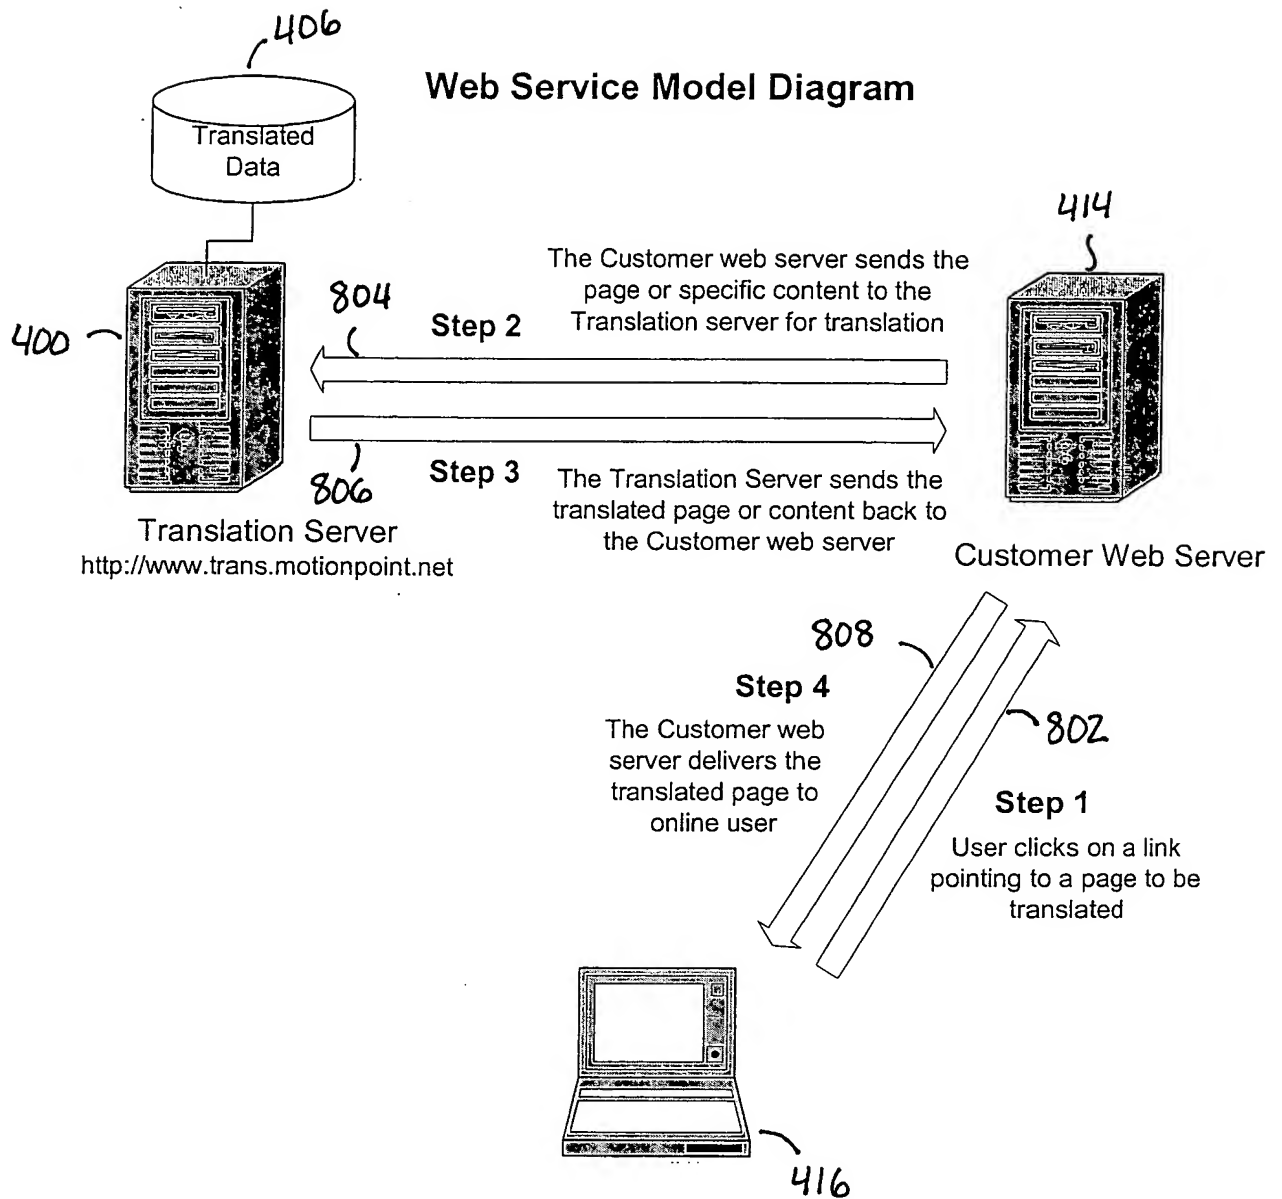 406
Web Service Model Diagram
Translated
Data
414
The Customer web server sends the
page or specific content to the
Translation server for translation
804
Step 2
400
806
Step 3
The Translation Server sends the
translated page or content back to
the Customer web server
Translation Server
http://www.trans.motionpoint.net
Customer Web Server
808
Step 4
The Customer web
server delivers the
translated page to
online user
802
Step 1
User clicks on a link
pointing to a page to be
translated
416